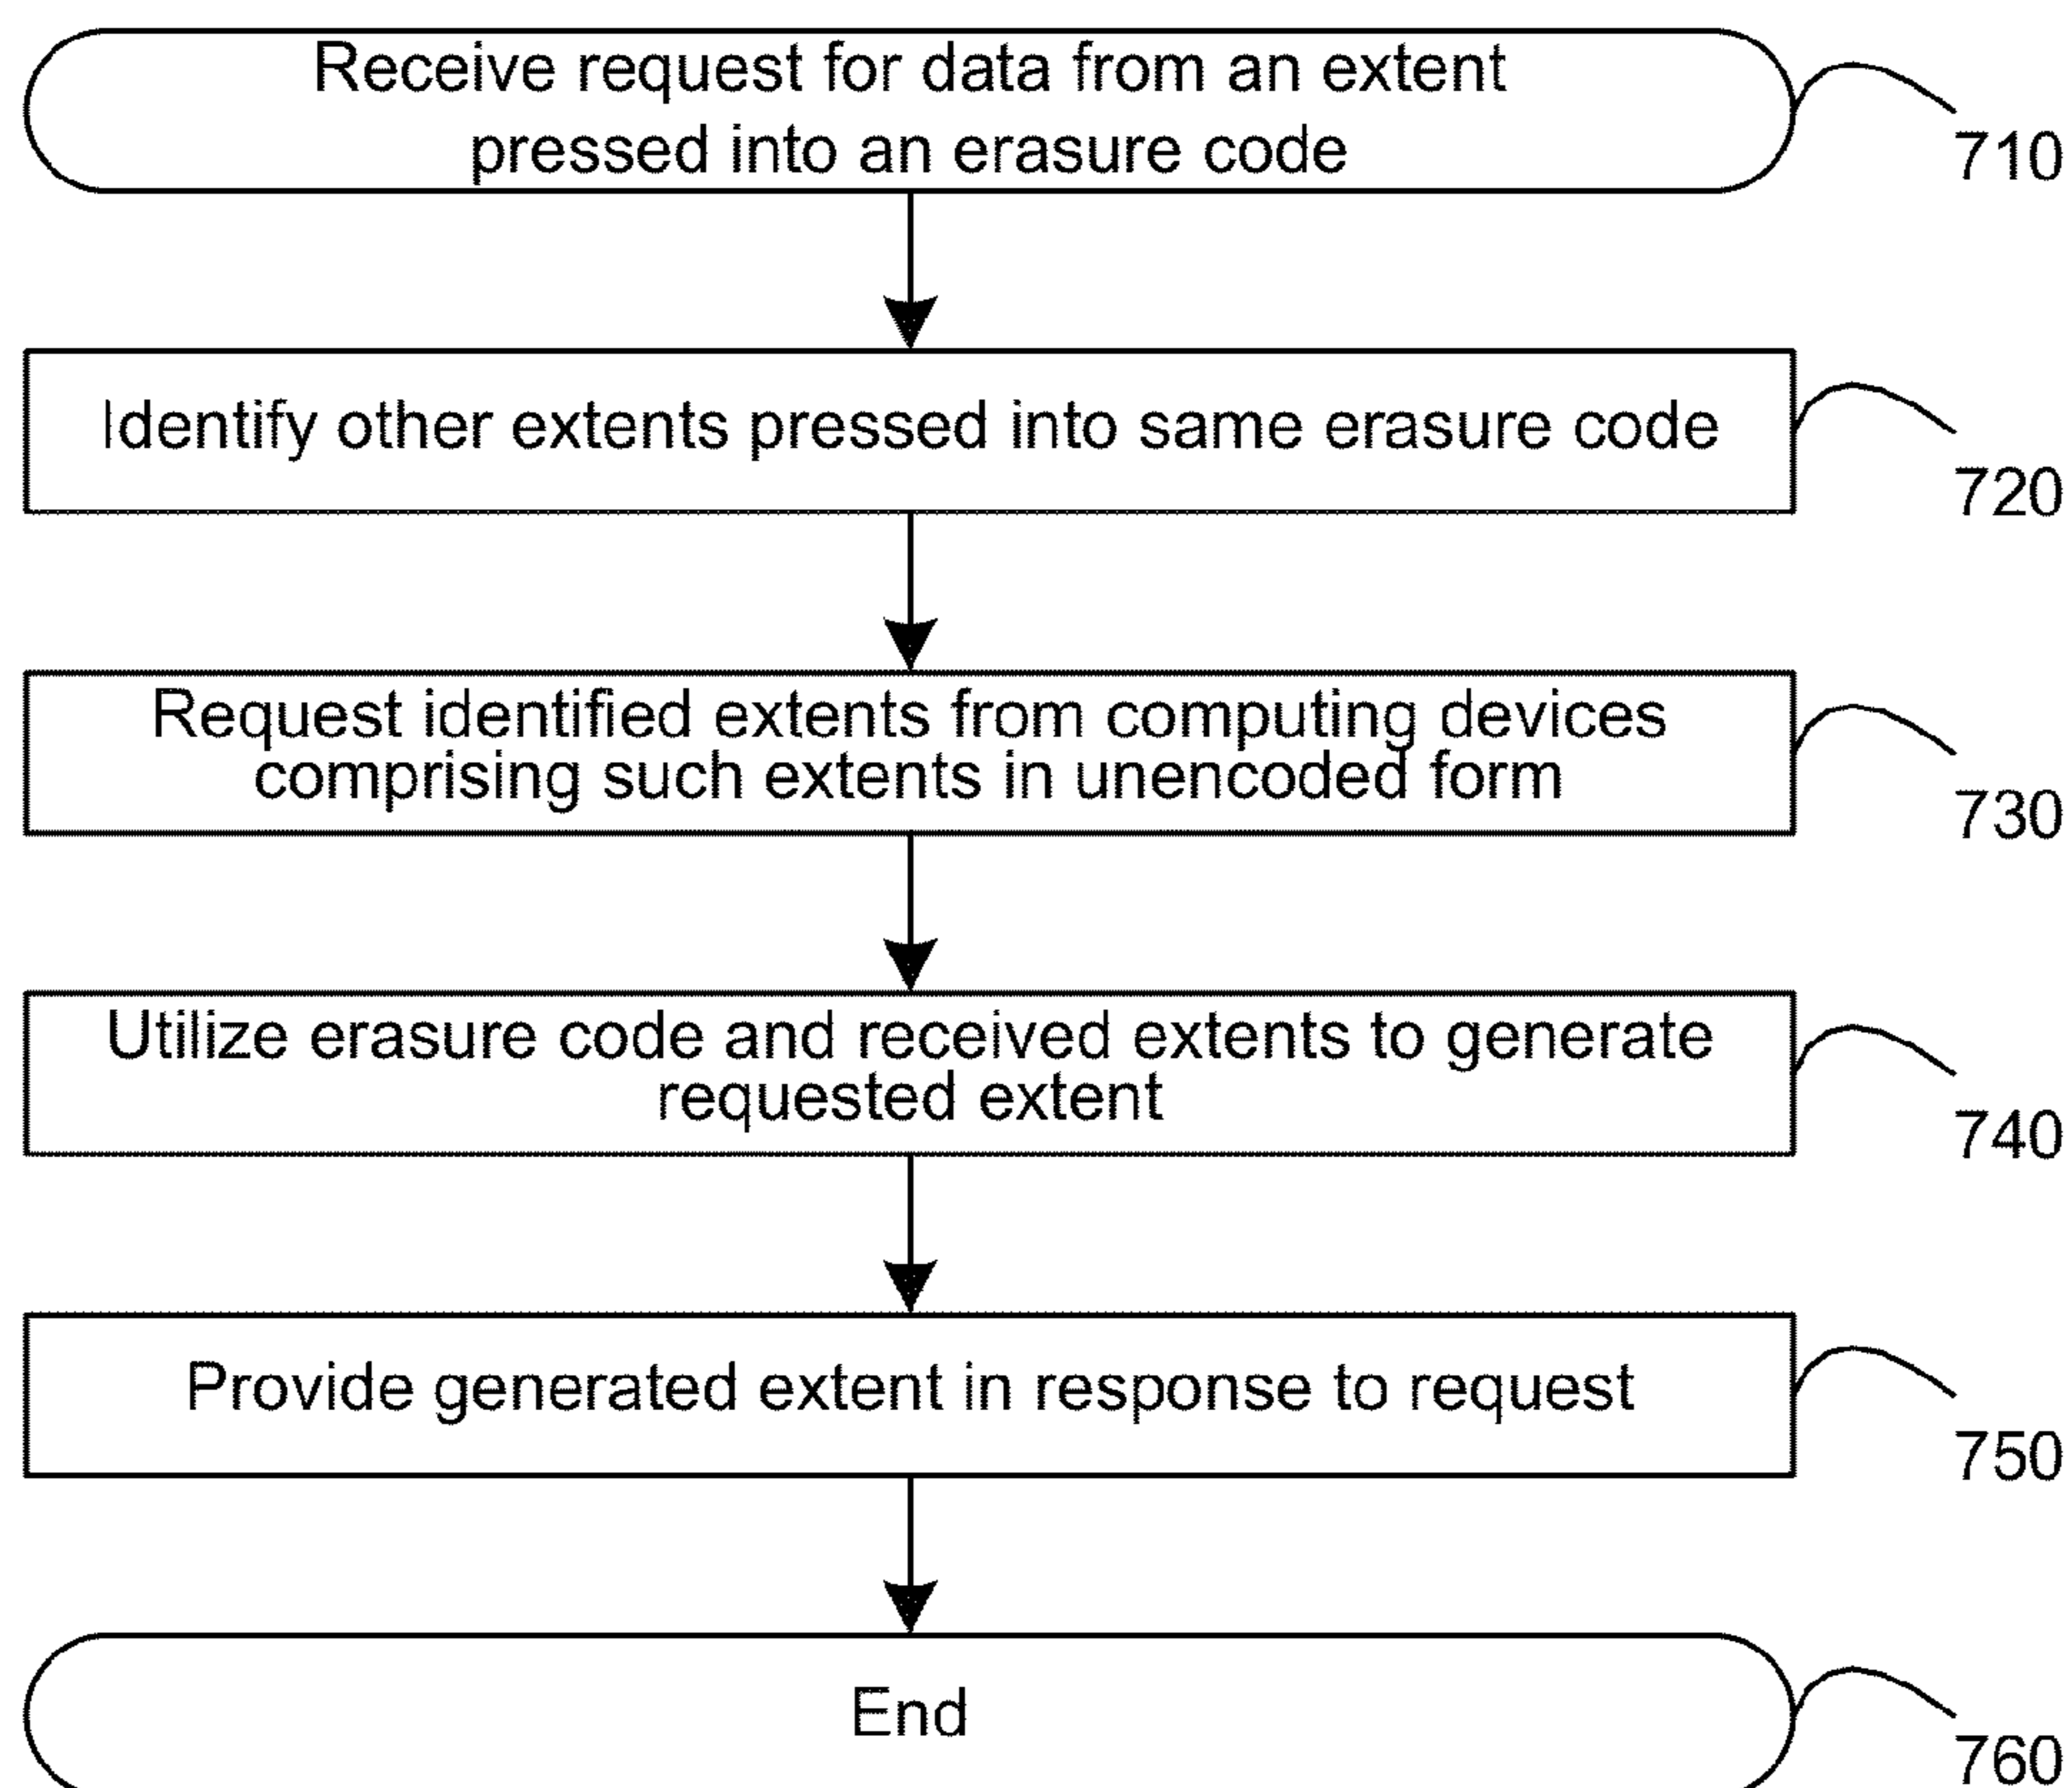 Receive request for data from an extent
pressed into an erasure code
710
Identify other extents pressed into same erasure code
720
Request identified extents from computing devices
comprising such extents in unencoded form
730
Utilize erasure code and received extents to generate
requested extent
740
Provide generated extent in response to request
750
End
760